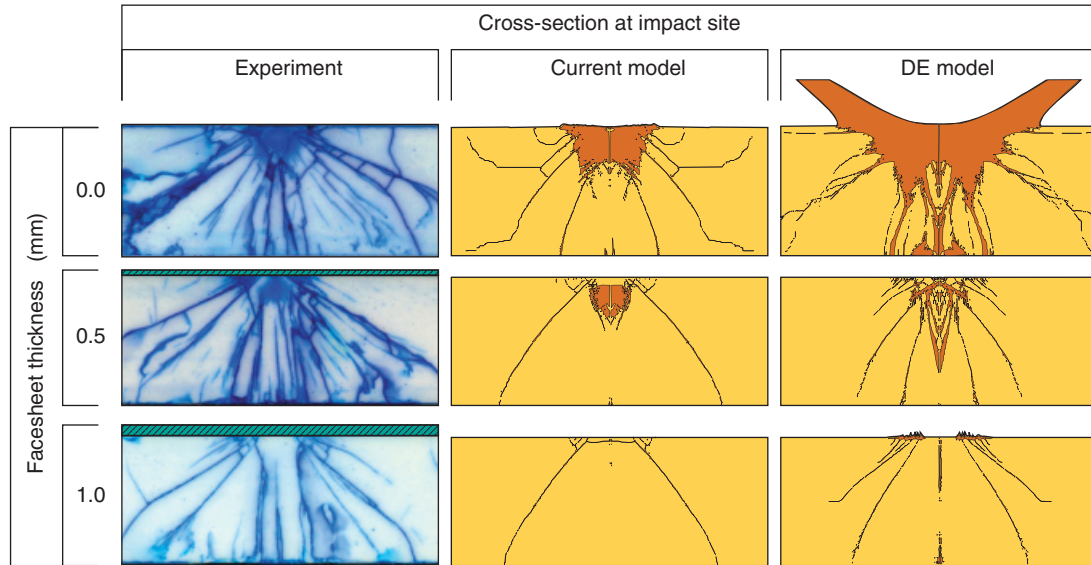 Cross-section at impact site
Experiment
Current model
DE model
Facesheet thickness (mm)
0.0
0.5
1.0